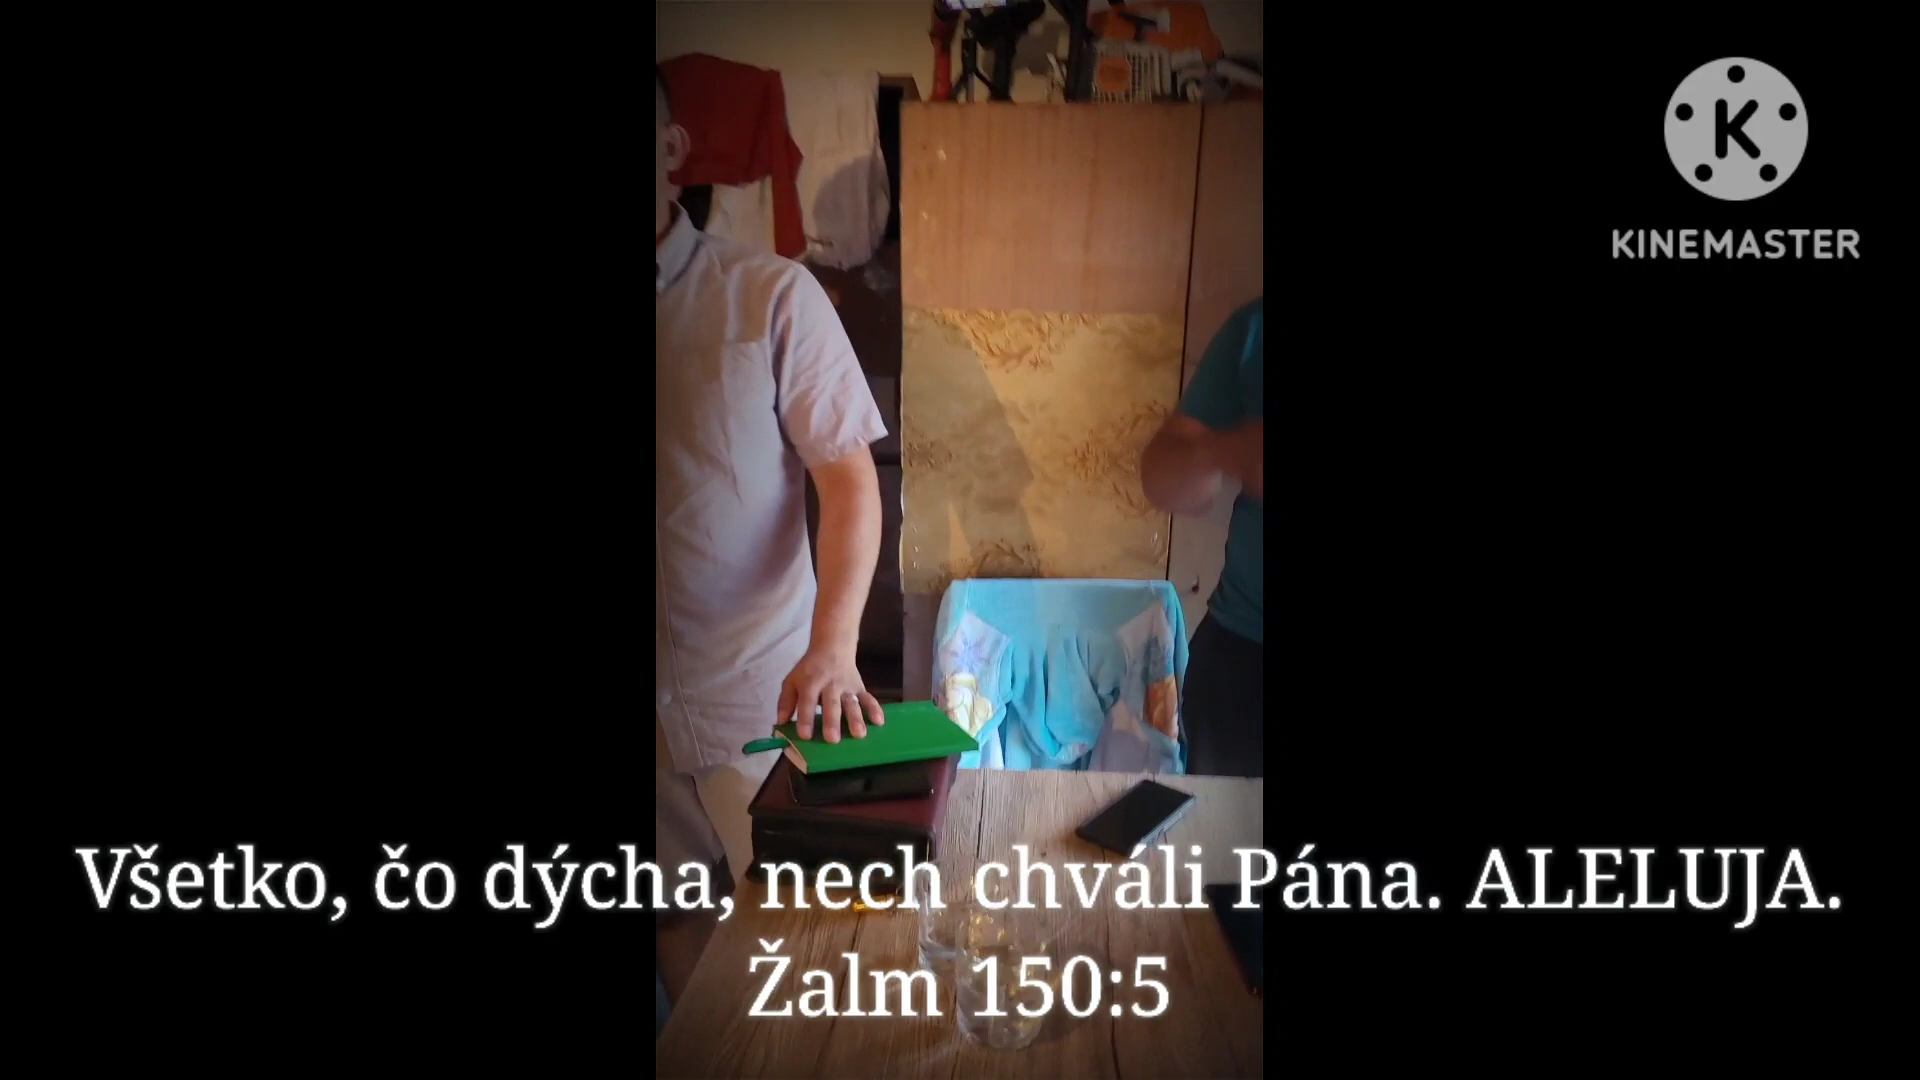 K
KINEMASTER
Všetko, čo dýcha, nech chváli Pána. ALELUJA.
Žalm 150:5